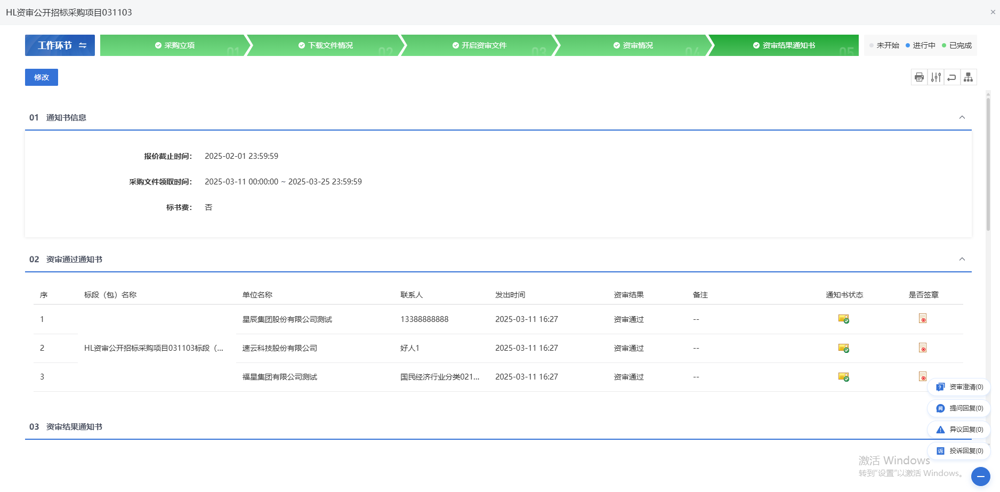 HL资审公开招标采购项目031103
×
工作环节
采购立项 01
下载文件情况 02
开启资审文件 03
资审情况 04
资审结果通知书 05
未开始 进行中 已完成
修改
01 通知书信息
报价截止时间： 2025-02-01 23:59:59
采购文件领取时间： 2025-03-11 00:00:00 ~ 2025-03-25 23:59:59
标书费： 否
02 资审通过通知书
序 标段（包）名称 单位名称 联系人 发出时间 资审结果 备注 通知书状态 是否签章
1 星辰集团股份有限公司测试 13388888888 2025-03-11 16:27 资审通过 --
2 HL资审公开招标采购项目031103标段（... 速云科技股份有限公司 好人1 2025-03-11 16:27 资审通过 --
3 福星集团有限公司测试 国民经济行业分类021... 2025-03-11 16:27 资审通过 --
资审澄清(0)
问 提问回复(0)
03 资审结果通知书
异议回复(0)
诉 投诉回复(0)
激活 Windows
转到“设置”以激活 Windows。